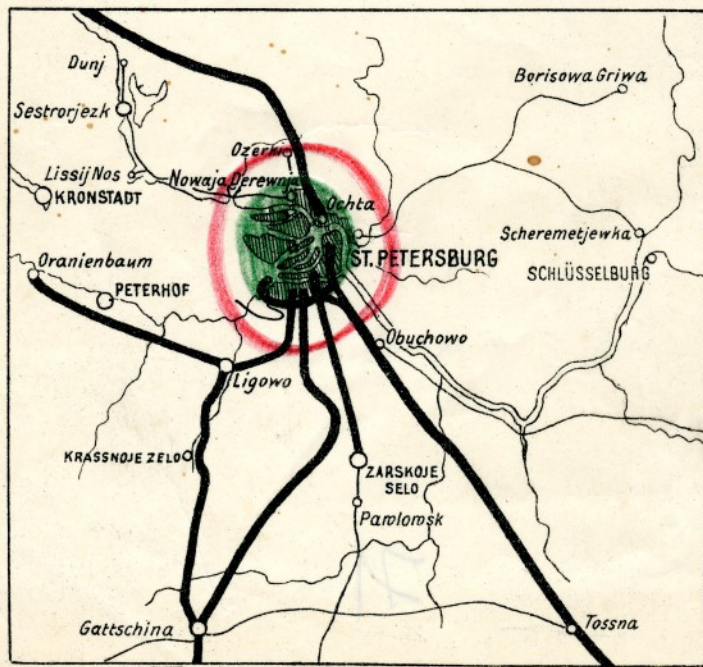 Dunj
Borisowa Griwa
Sestrorjezk
Ozerki
Lissij Nos
Nowaja Derewnja
KRONSTADT
Ochta
Scheremetjewka
ST. PETERSBURG
Oranienbaum
SCHLÜSSELBURG
PETERHOF
Obuchowo
Ligowo
KRASSNOJE ZELO
ZARSKOJE
SELO
Pawlowsk
Gattschina
Tossna